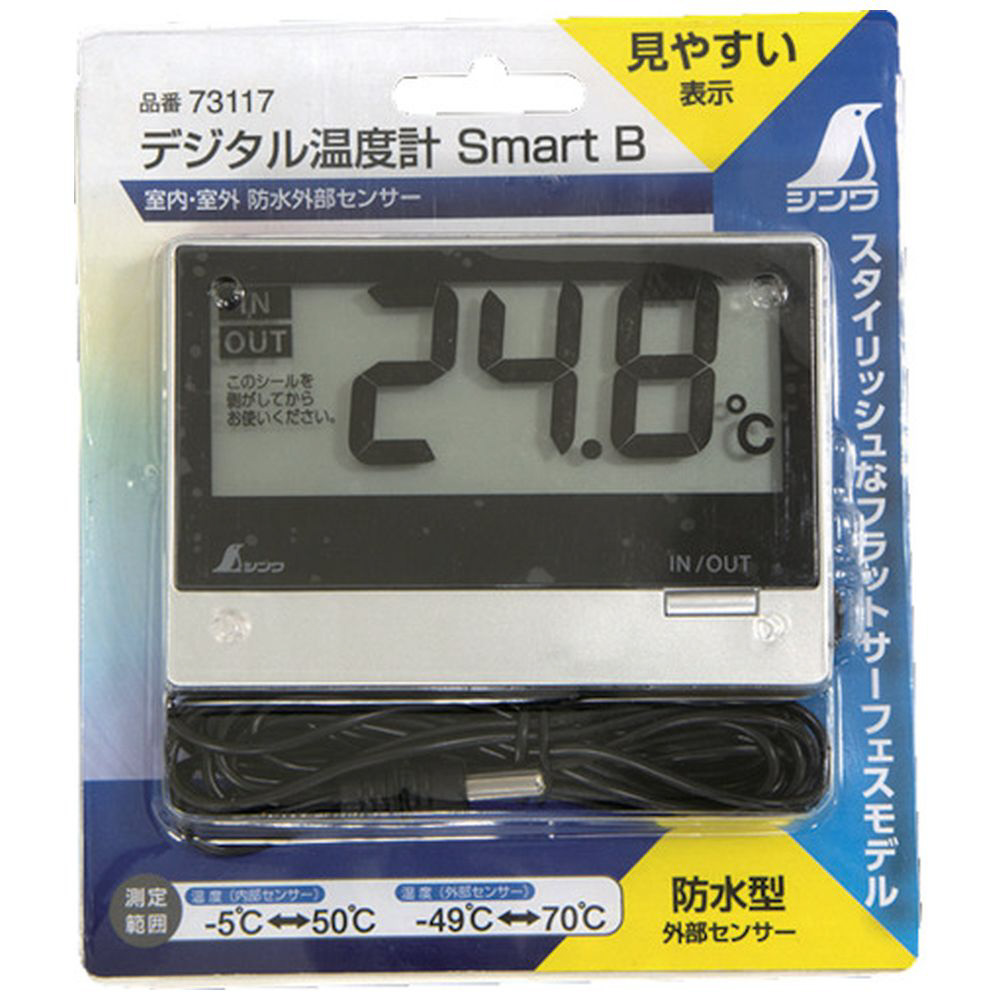 見やすい
表示
シンワ
品番 73117
デジタル温度計 Smart B
室内・室外 防水外部センサー
スタイリッシュなフラットサーフェスモデル
IN
OUT
このシールを
剥がしてから
お使いください。
24.8℃
シンワ
IN/OUT
測定
範囲
温度(内部センサー)
-5℃⟷50℃
温度(外部センサー)
-49℃⟷70℃
防水型
外部センサー